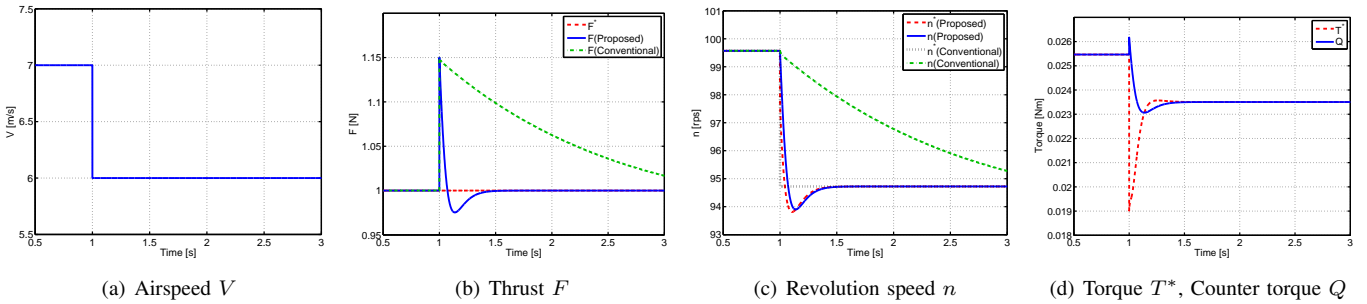 7.5
7
6.5
6
5.5
0.5
1
1.5
2
2.5
3
V [m/s]
Time [s]
(a) Airspeed V
1.2
1.15
1.1
1.05
1
0.95
0.5
1
1.5
2
2.5
3
F [N]
Time [s]
F*
F(Proposed)
F(Conventional)
(b) Thrust F
101
100
99
98
97
96
95
94
93
0.5
1
1.5
2
2.5
3
n [rps]
Time [s]
n*(Proposed)
n(Proposed)
n*(Conventional)
n(Conventional)
(c) Revolution speed n
0.026
0.025
0.024
0.023
0.022
0.021
0.02
0.019
0.018
0.5
1
1.5
2
2.5
3
Torque [Nm]
Time [s]
T*
Q
(d) Torque T*, Counter torque Q